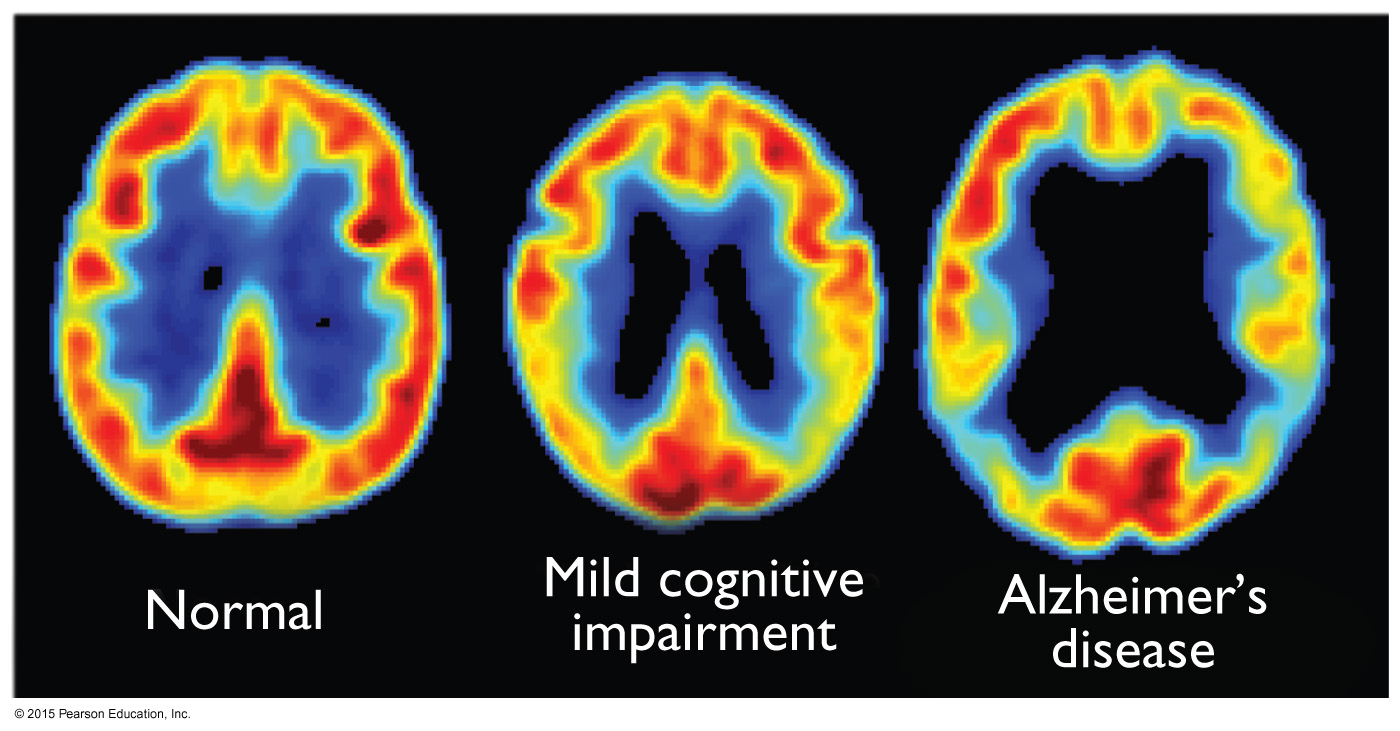 Normal
Mild cognitive
impairment
Alzheimer’s
disease
© 2015 Pearson Education, Inc.